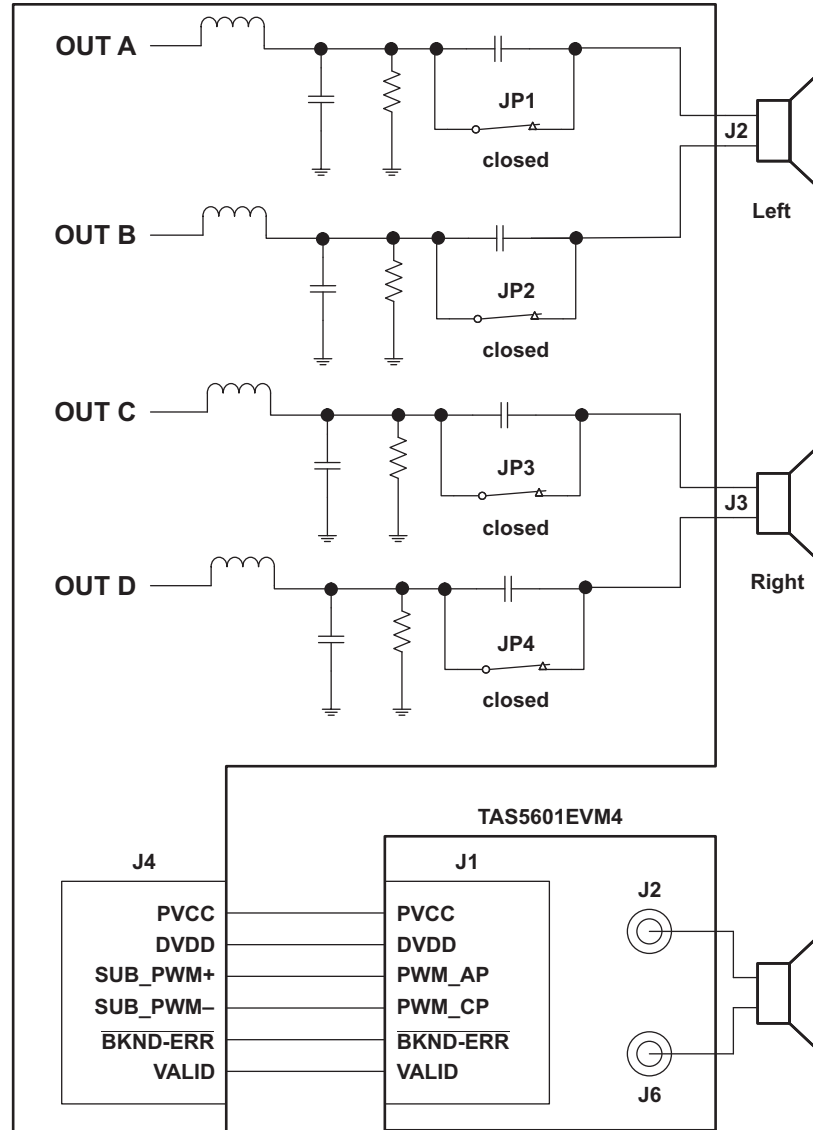 OUT A
JP1
closed
J2
Left
OUT B
JP2
closed
OUT C
JP3
closed
J3
Right
OUT D
JP4
closed
TAS5601EVM4
J4
J1
J2
PVCC
PVCC
DVDD
DVDD
SUB_PWM+
PWM_AP
SUB_PWM–
PWM_CP
BKND-ERR
BKND-ERR
VALID
VALID
J6